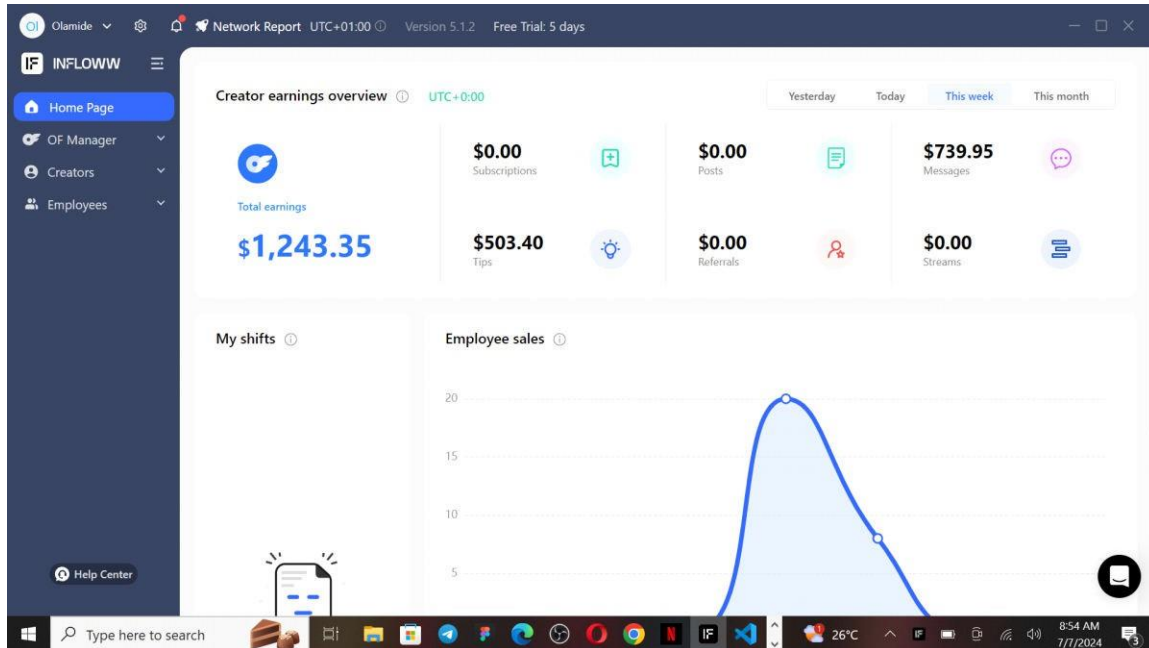 OI Olamide Network Report UTC+01:00 Version 5.1.2 Free Trial: 5 days
IF INFLOWW
Home Page
OF Manager
Creators
Employees
Help Center
Creator earnings overview UTC+0:00
Yesterday Today This week This month
Total earnings
$1,243.35
$0.00
Subscriptions
$0.00
Posts
$739.95
Messages
$503.40
Tips
$0.00
Referrals
$0.00
Streams
My shifts
Employee sales
20
15
10
5
Type here to search
26°C
8:54 AM
7/7/2024
3